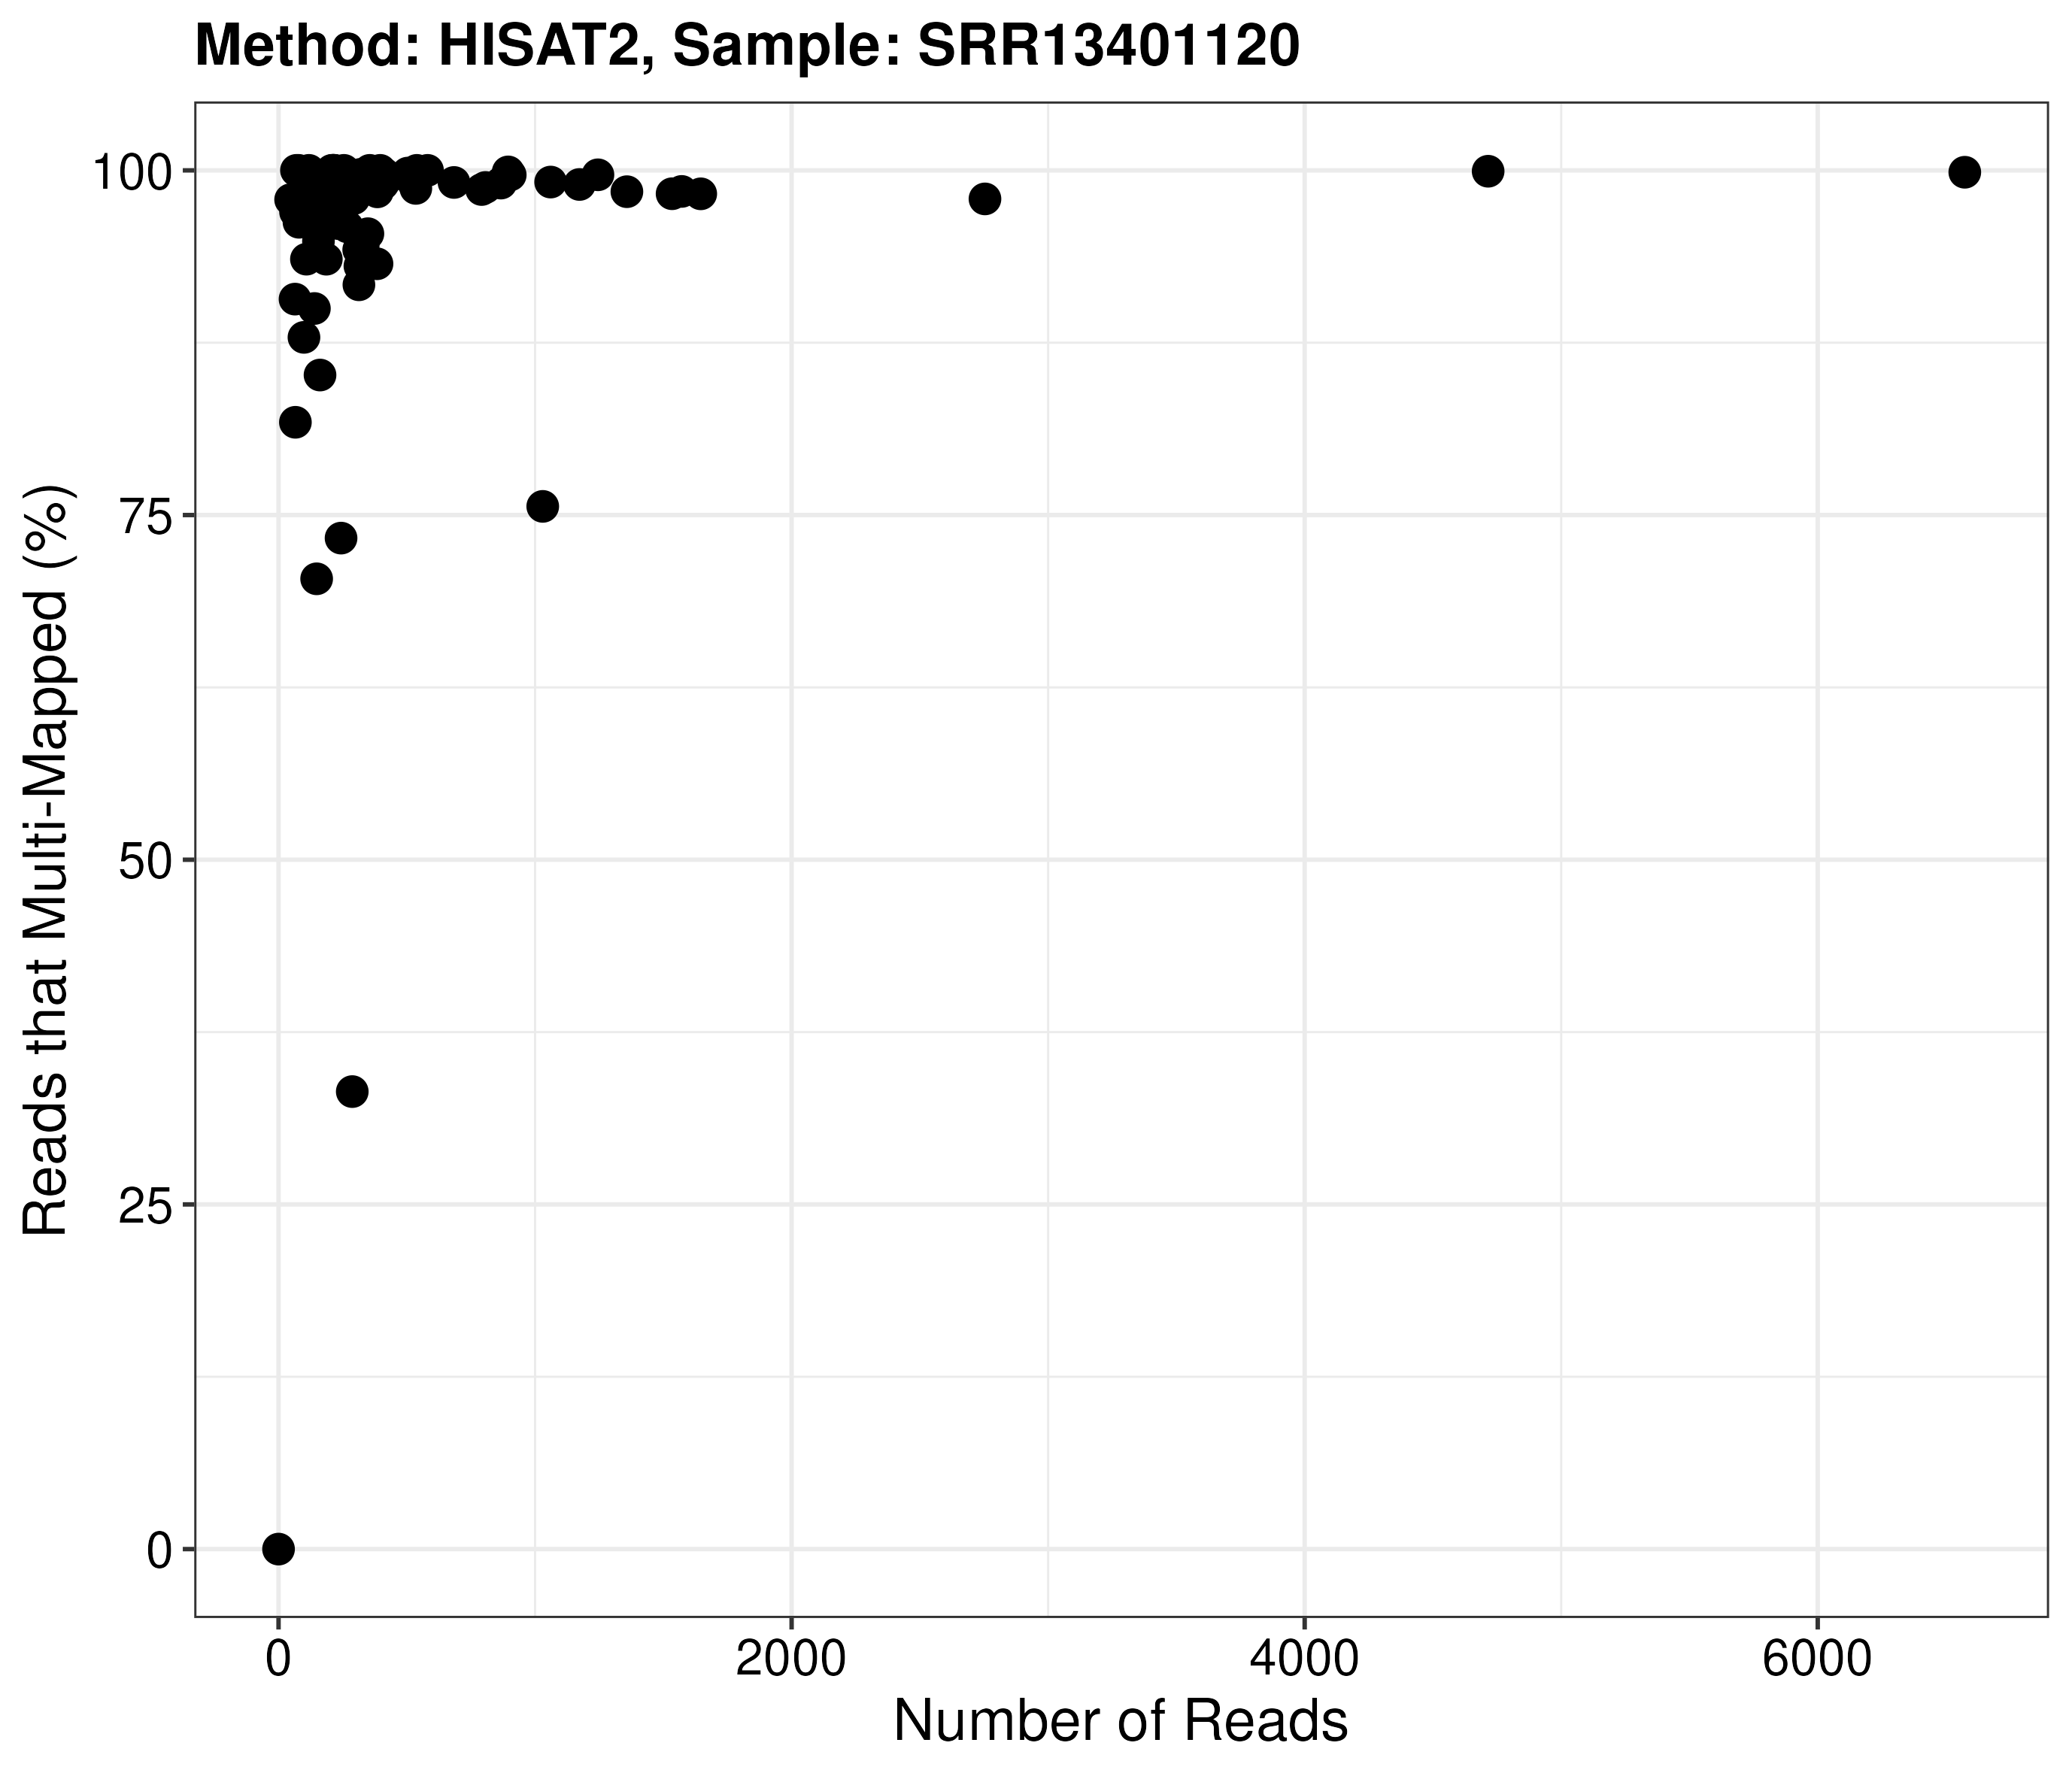 Method: HISAT2, Sample: SRR13401120
Reads that Multi-Mapped (%)
100
75
50
25
0
0 2000 4000 6000
Number of Reads